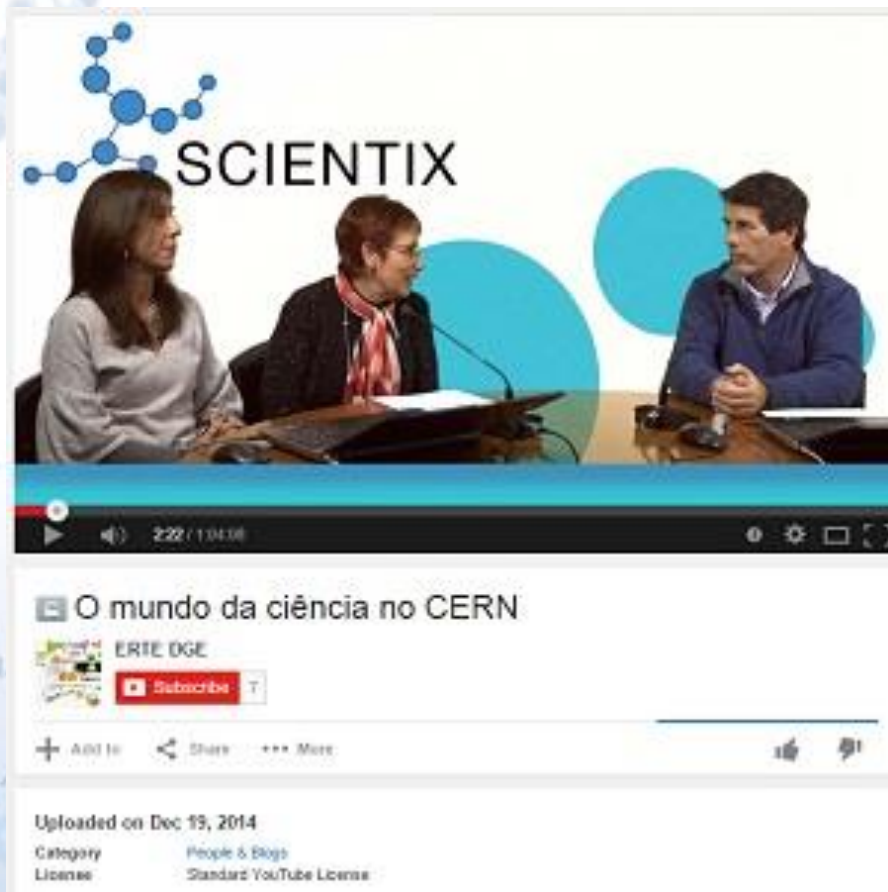 SCIENTIX
2:22 / 1:04:08
O mundo da ciência no CERN
ERTE DGE
Subscribe 7
Add to Share More
Uploaded on Dec 19, 2014
Category People & Blogs
License Standard YouTube License